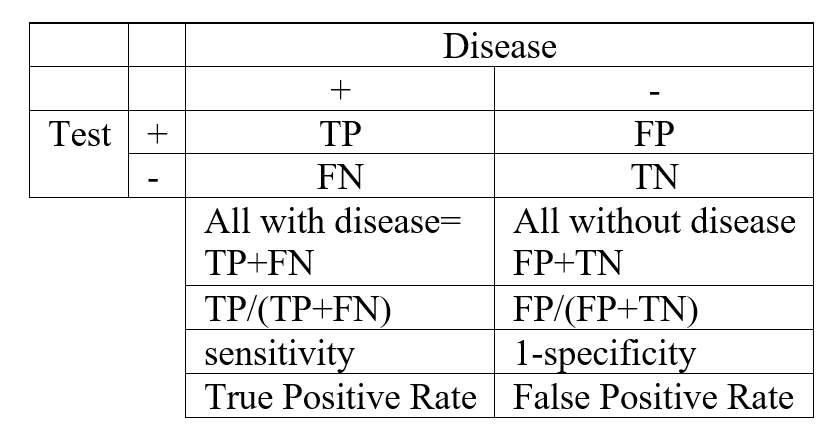 Disease
+ -
Test + TP FP
- FN TN
All with disease= All without disease
TP+FN FP+TN
TP/(TP+FN) FP/(FP+TN)
sensitivity 1-specificity
True Positive Rate False Positive Rate